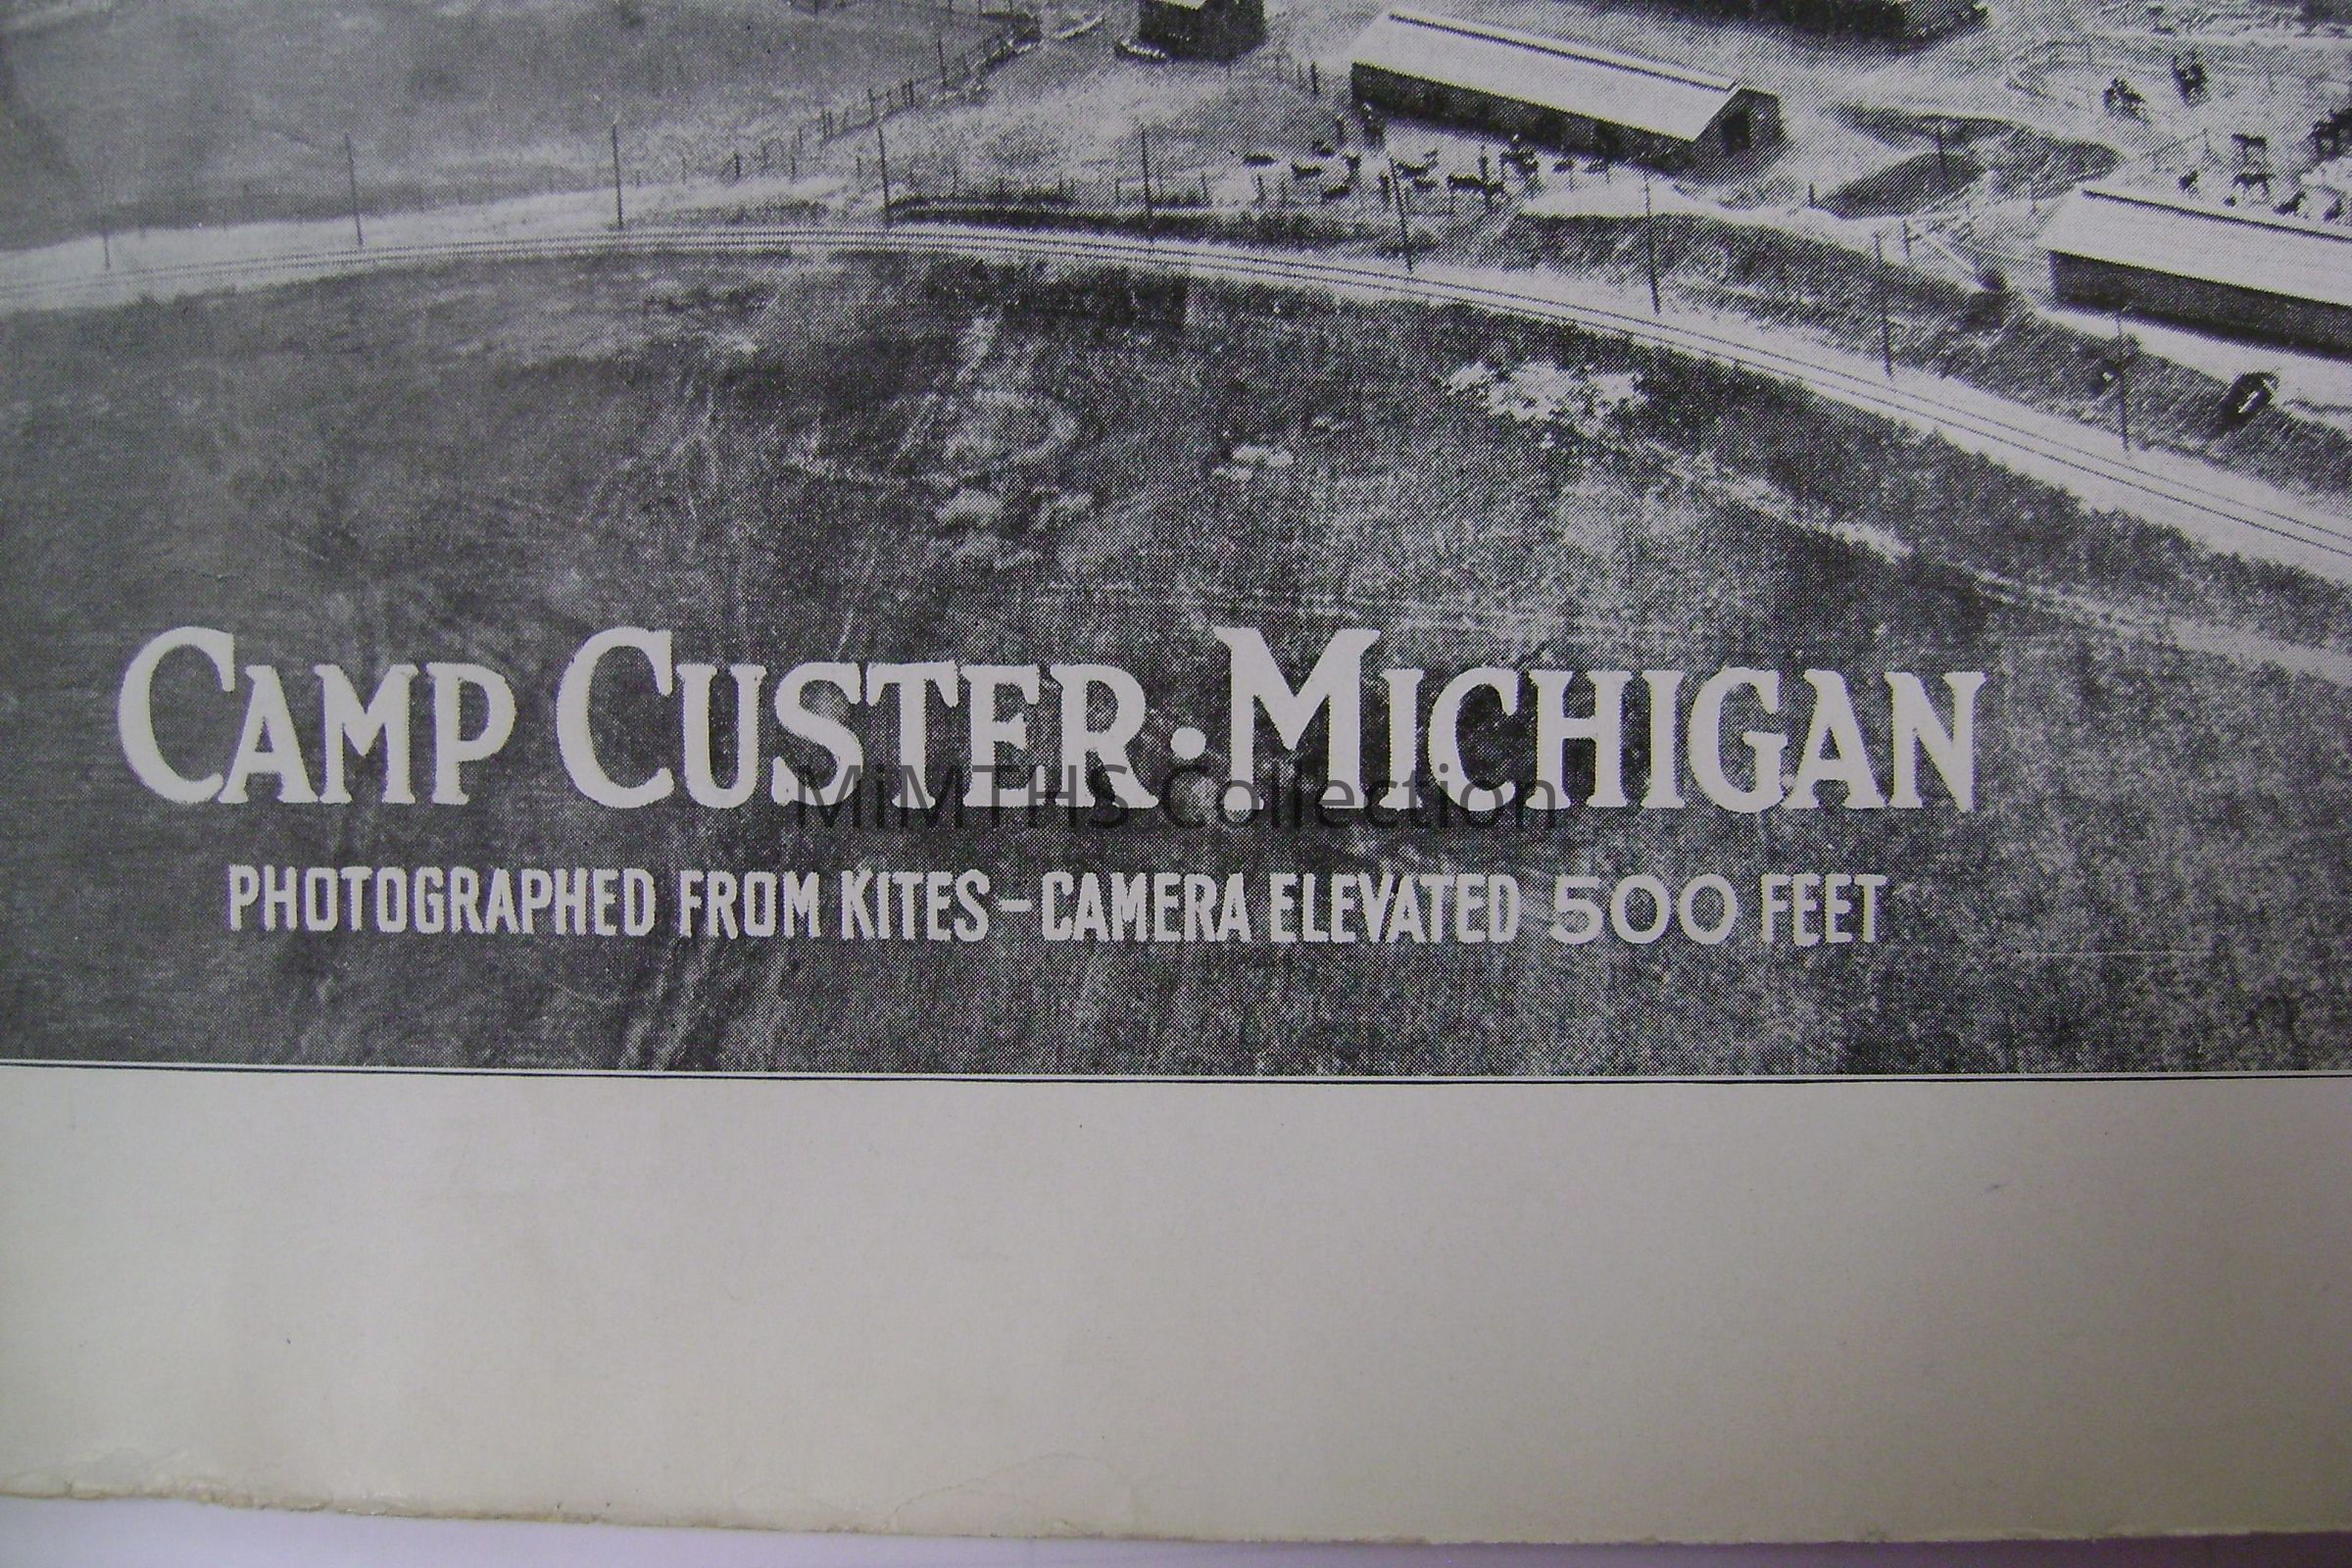 CAMP CUSTER · MICHIGAN
MiMTHS Collection
PHOTOGRAPHED FROM KITES – CAMERA ELEVATED 500 FEET